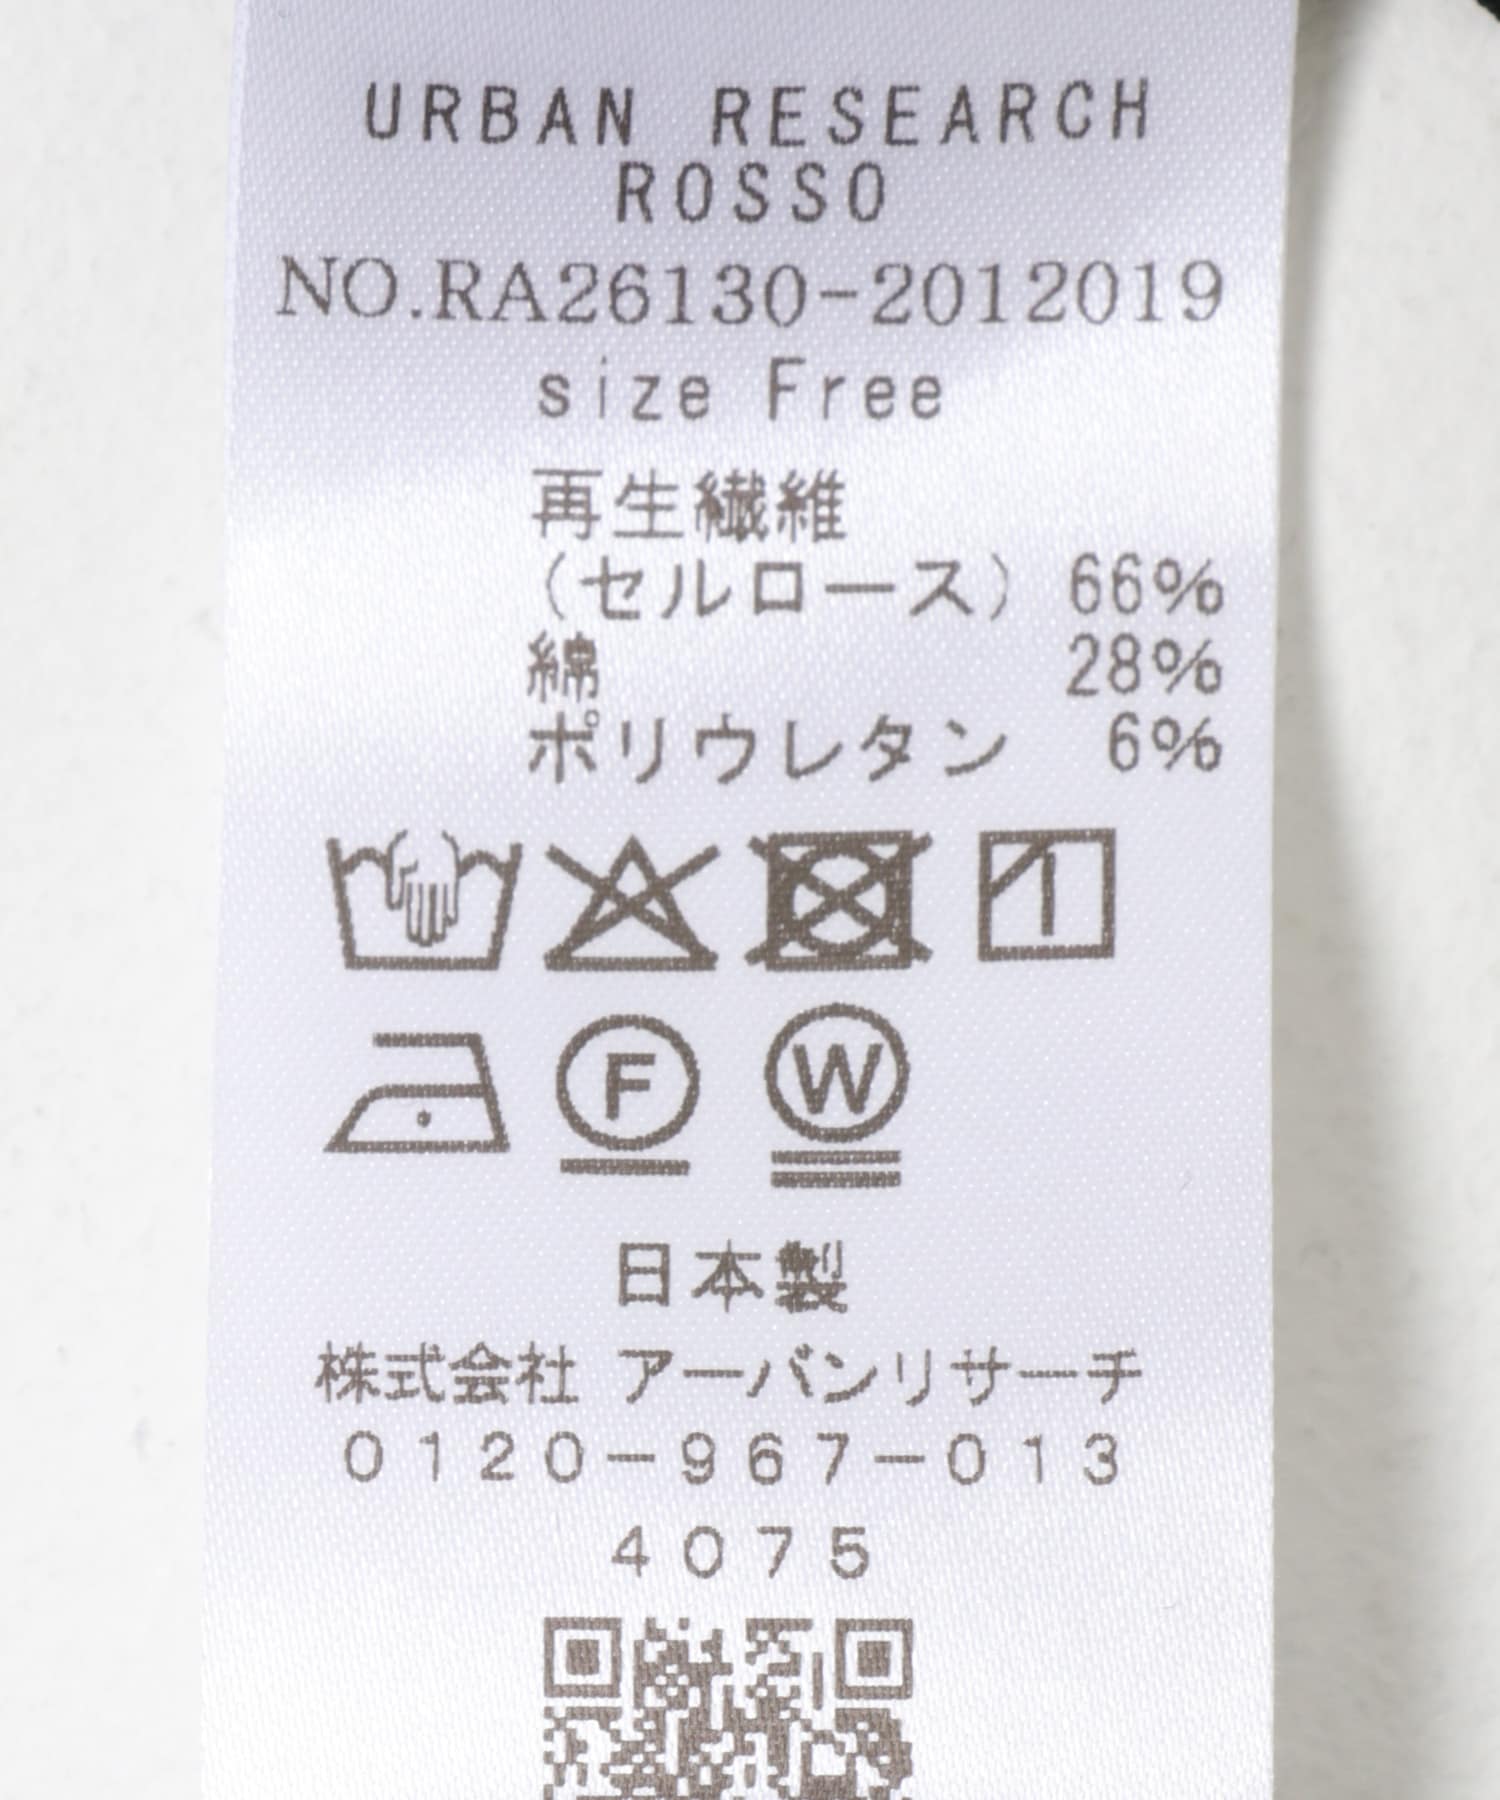 URBAN RESEARCH
ROSSO
NO.RA26130-2012019
size Free
再生繊維
(セルロース) 66%
綿 28%
ポリウレタン 6%
F W
日本製
株式会社 アーバンリサーチ
0120-967-013
4075